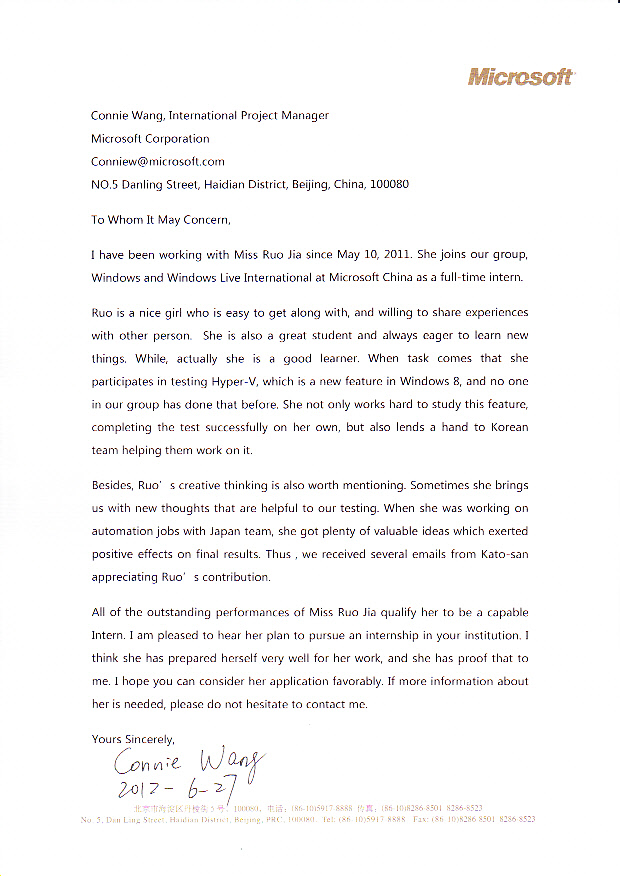 Microsoft
Connie Wang, International Project Manager
Microsoft Corporation
Conniew@microsoft.com
NO.5 Danling Street, Haidian District, Beijing, China, 100080
To Whom It May Concern,
I have been working with Miss Ruo Jia since May 10, 2011. She joins our group,
Windows and Windows Live International at Microsoft China as a full-time intern.
Ruo is a nice girl who is easy to get along with, and willing to share experiences
with other person. She is also a great student and always eager to learn new
things. While, actually she is a good learner. When task comes that she
participates in testing Hyper-V, which is a new feature in Windows 8, and no one
in our group has done that before. She not only works hard to study this feature,
completing the test successfully on her own, but also lends a hand to Korean
team helping them work on it.
Besides, Ruo’s creative thinking is also worth mentioning. Sometimes she brings
us with new thoughts that are helpful to our testing. When she was working on
automation jobs with Japan team, she got plenty of valuable ideas which exerted
positive effects on final results. Thus , we received several emails from Kato-san
appreciating Ruo’s contribution.
All of the outstanding performances of Miss Ruo Jia qualify her to be a capable
Intern. I am pleased to hear her plan to pursue an internship in your institution. I
think she has prepared herself very well for her work, and she has proof that to
me. I hope you can consider her application favorably. If more information about
her is needed, please do not hesitate to contact me.
Yours Sincerely,
Connie Wang
2012-6-27
北京市海淀区丹棱街5号, 100080, 电话: (86-10)5917-8888 传真: (86-10)8286-8501 8286-8523
No. 5, Dan Ling Street, Haidian District, Beijing, PRC. 100080. Tel: (86-10)5917-8888 Fax: (86-10)8286-8501 8286-8523